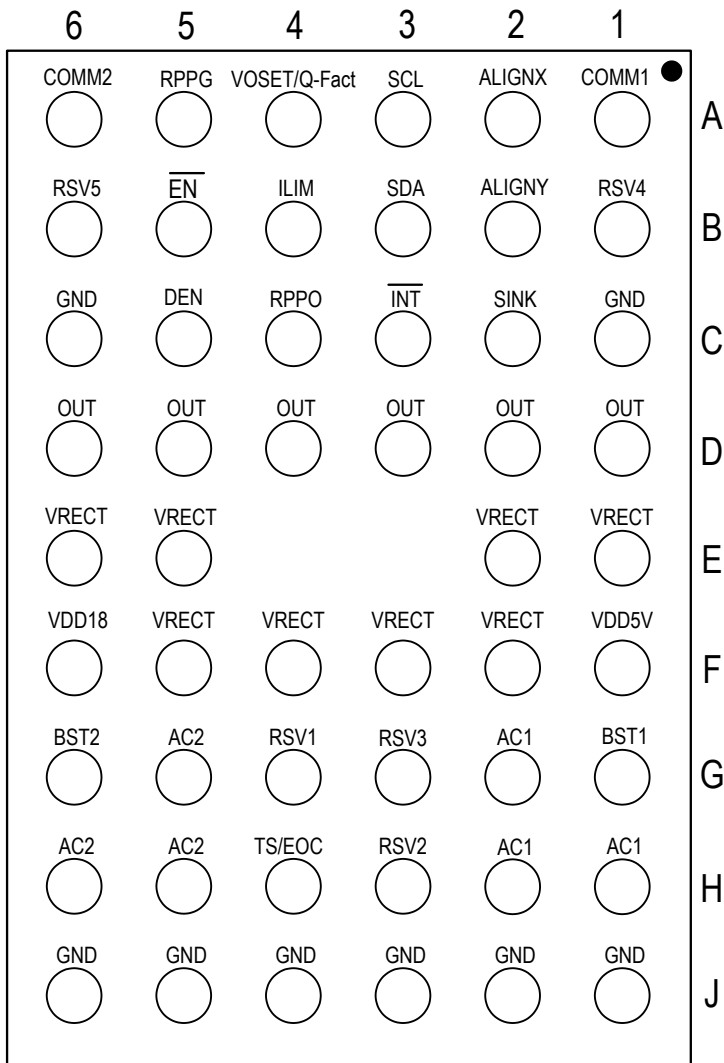 6 5 4 3 2 1
COMM2 RPPG VOSET/Q-Fact SCL ALIGNX COMM1
A
RSV5 EN ILIM SDA ALIGNY RSV4
B
GND DEN RPPO INT SINK GND
C
OUT OUT OUT OUT OUT OUT
D
VRECT VRECT VRECT VRECT
E
VDD18 VRECT VRECT VRECT VRECT VDD5V
F
BST2 AC2 RSV1 RSV3 AC1 BST1
G
AC2 AC2 TS/EOC RSV2 AC1 AC1
H
GND GND GND GND GND GND
J